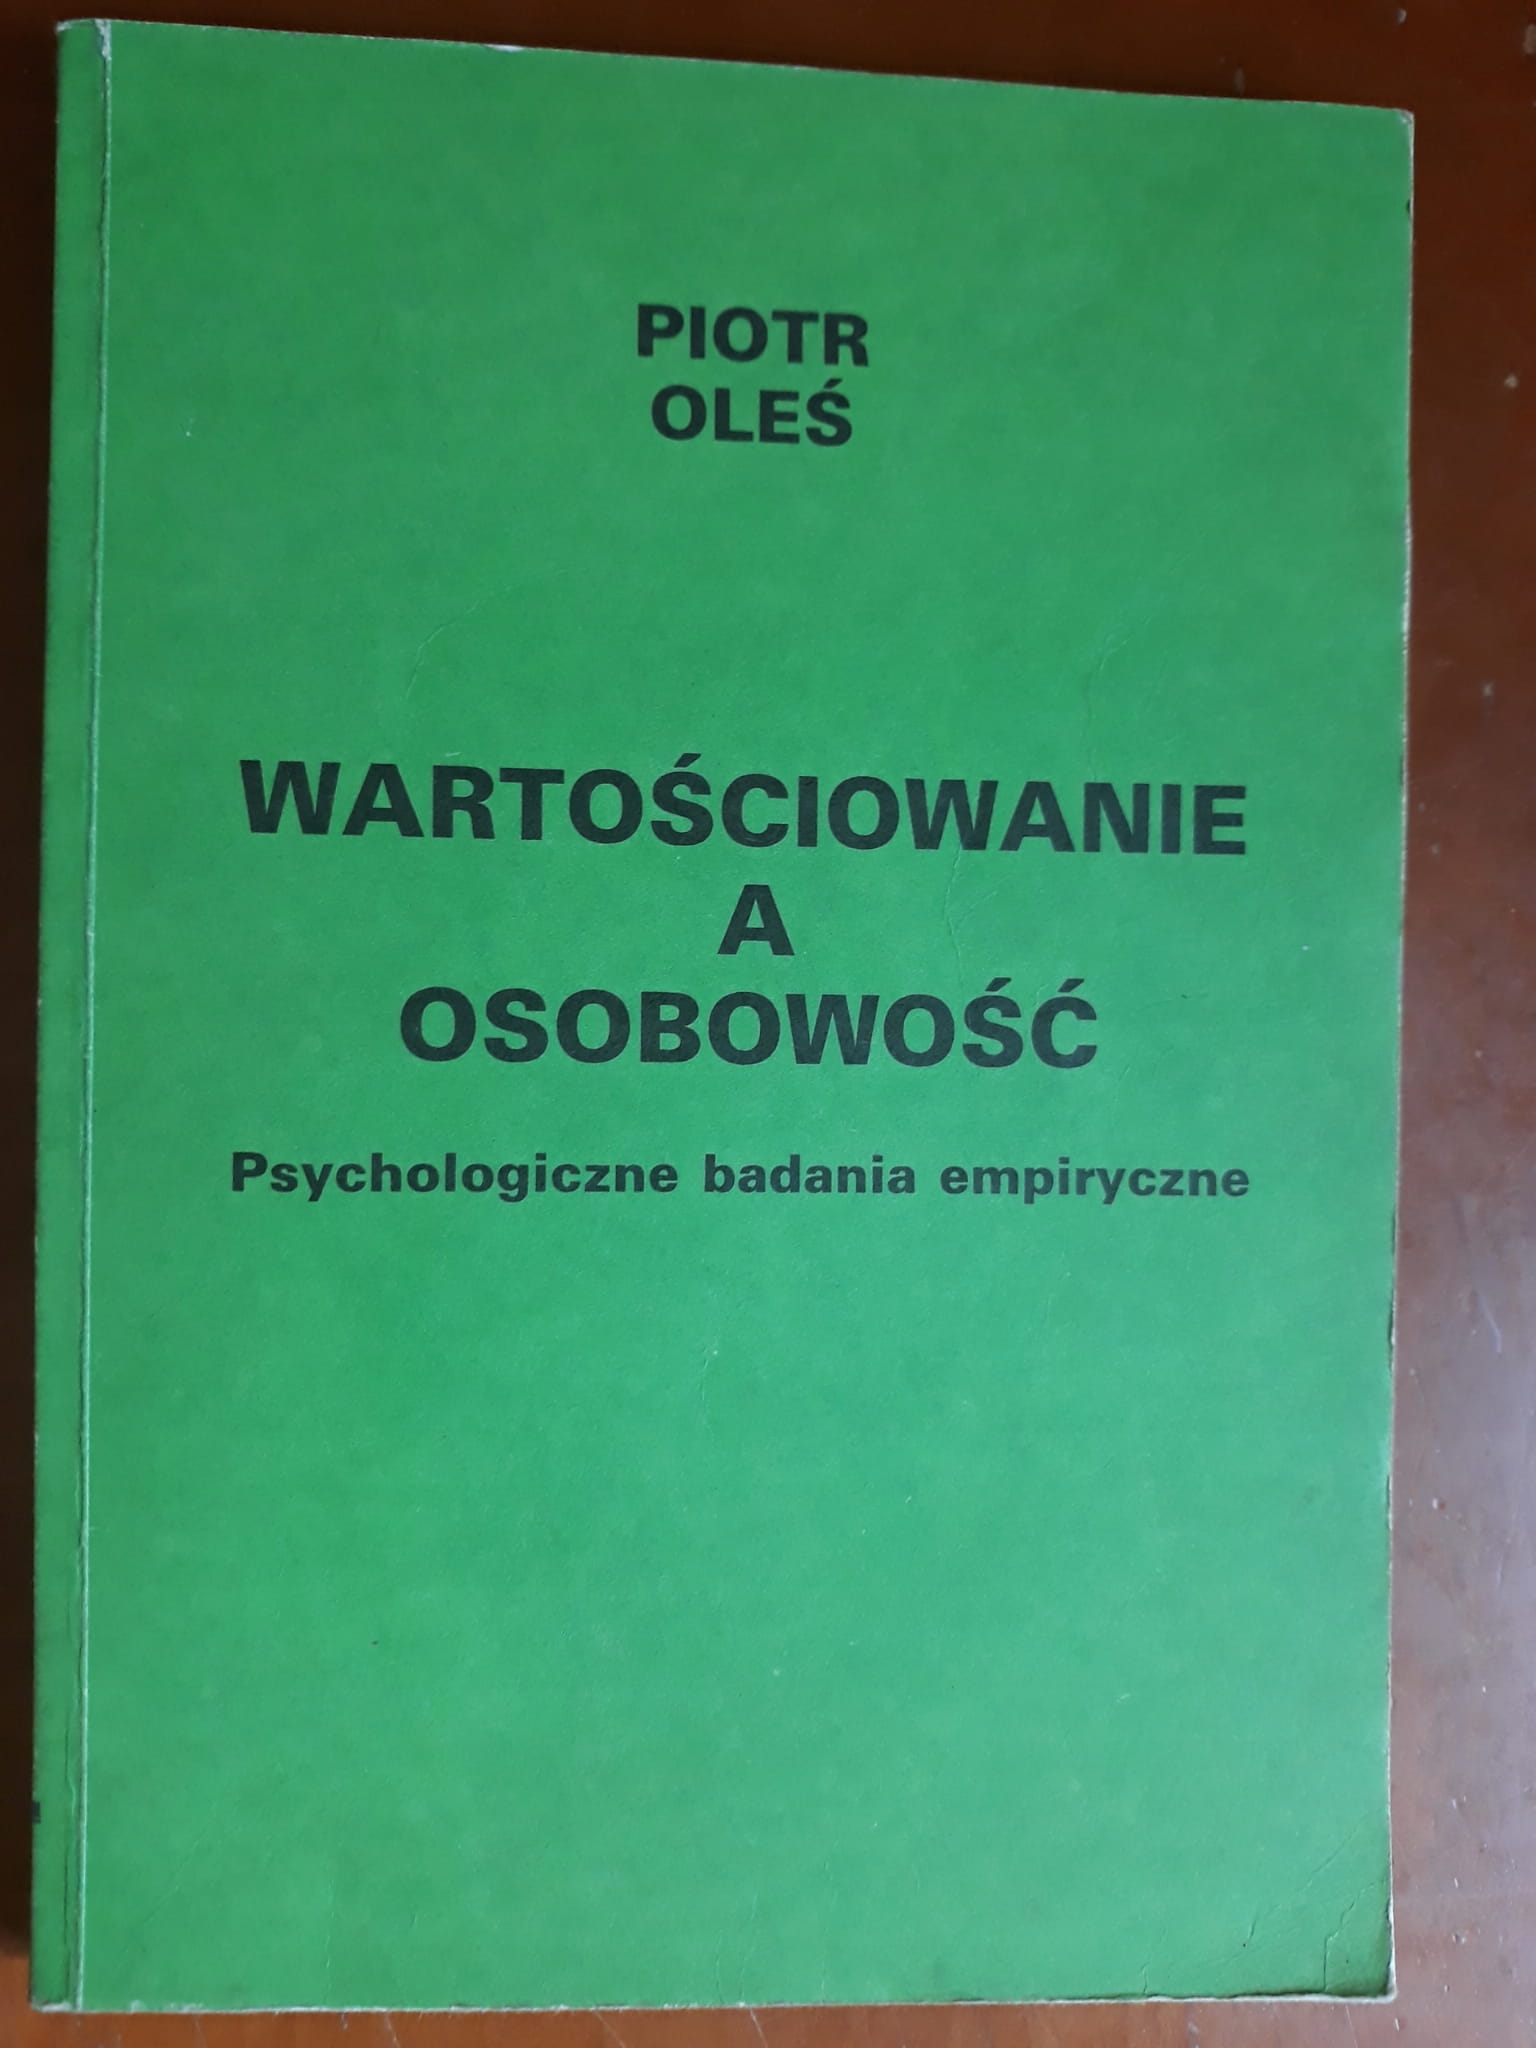 PIOTR
OLEŚ
WARTOŚCIOWANIE
A
OSOBOWOŚĆ
Psychologiczne badania empiryczne